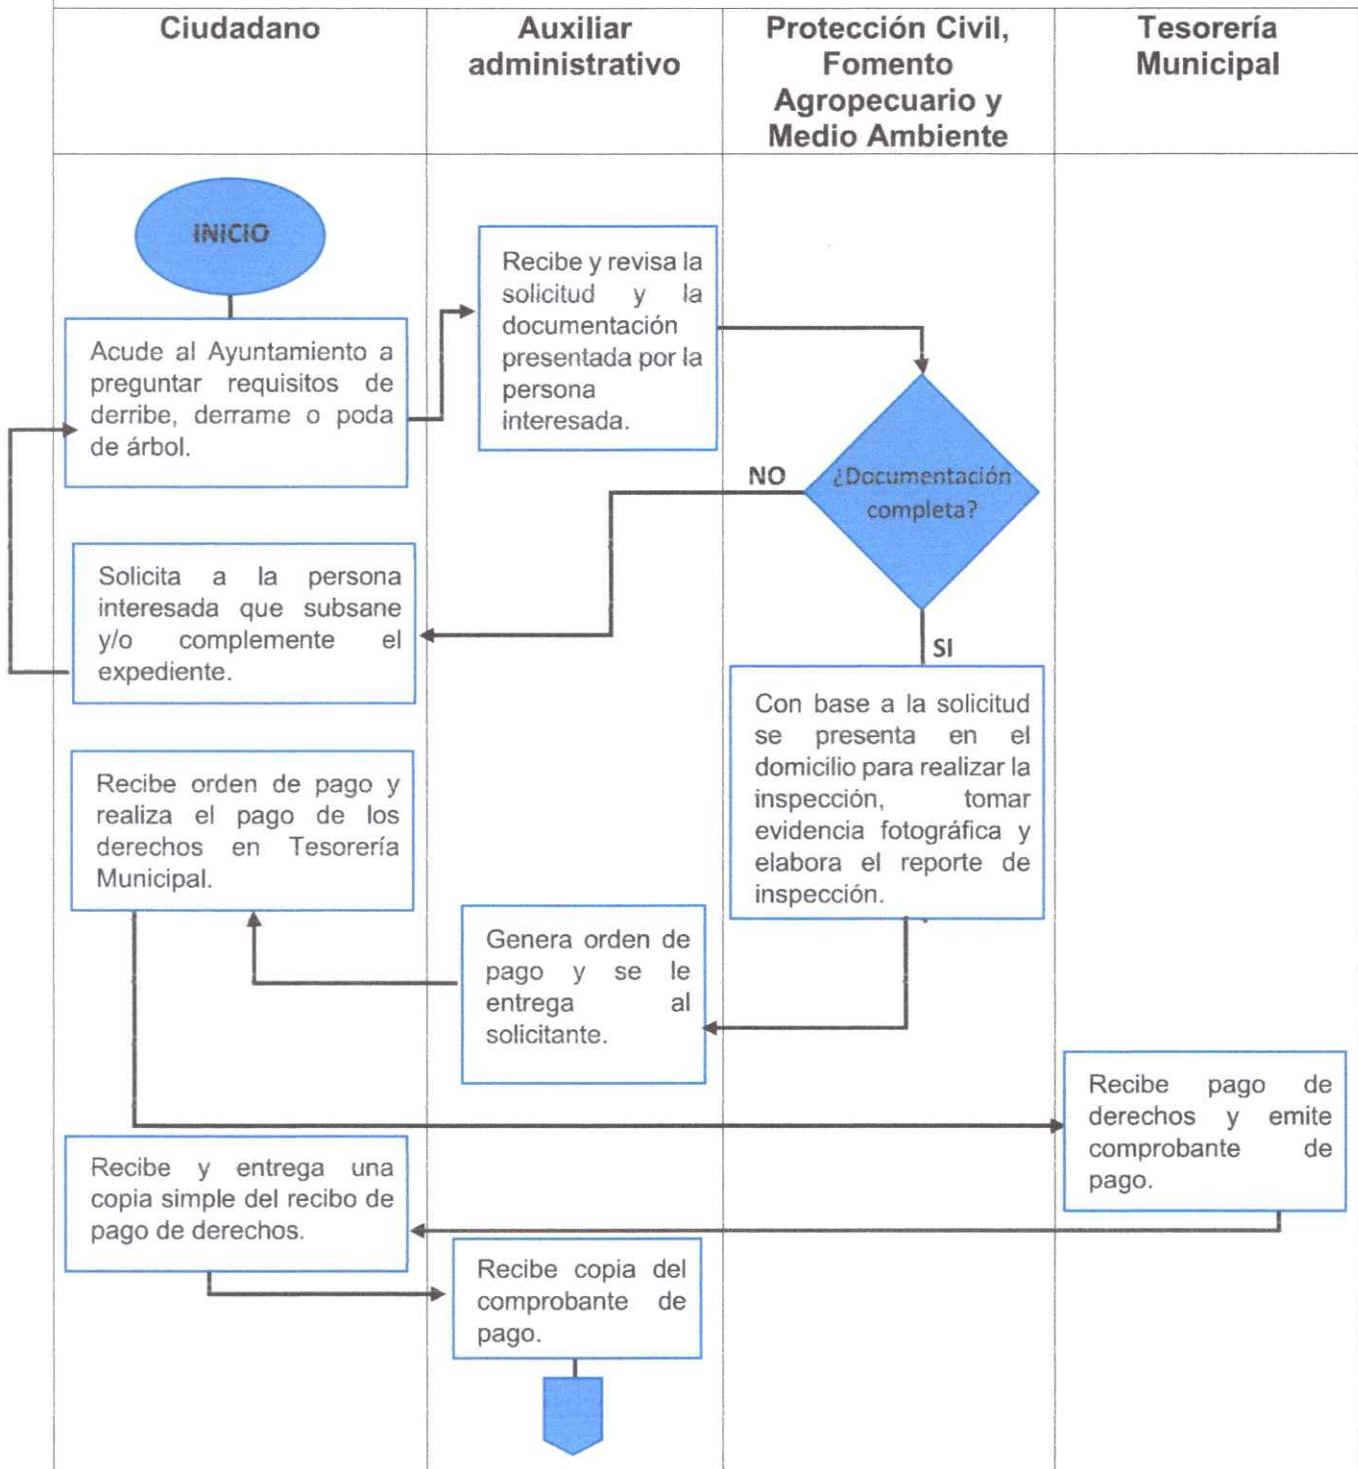 Ciudadano
Auxiliar
administrativo
Protección Civil,
Fomento
Agropecuario y
Medio Ambiente
Tesorería
Municipal
INICIO
Acude al Ayuntamiento a
preguntar requisitos de
derribe, derrame o poda
de árbol.
Recibe y revisa la
solicitud y la
documentación
presentada por la
persona
interesada.
¿Documentación
completa?
NO
SI
Solicita a la persona
interesada que subsane
y/o complemente el
expediente.
Con base a la solicitud
se presenta en el
domicilio para realizar la
inspección, tomar
evidencia fotográfica y
elabora el reporte de
inspección.
Genera orden de
pago y se le
entrega al
solicitante.
Recibe orden de pago y
realiza el pago de los
derechos en Tesorería
Municipal.
Recibe pago de
derechos y emite
comprobante de
pago.
Recibe y entrega una
copia simple del recibo de
pago de derechos.
Recibe copia del
comprobante de
pago.